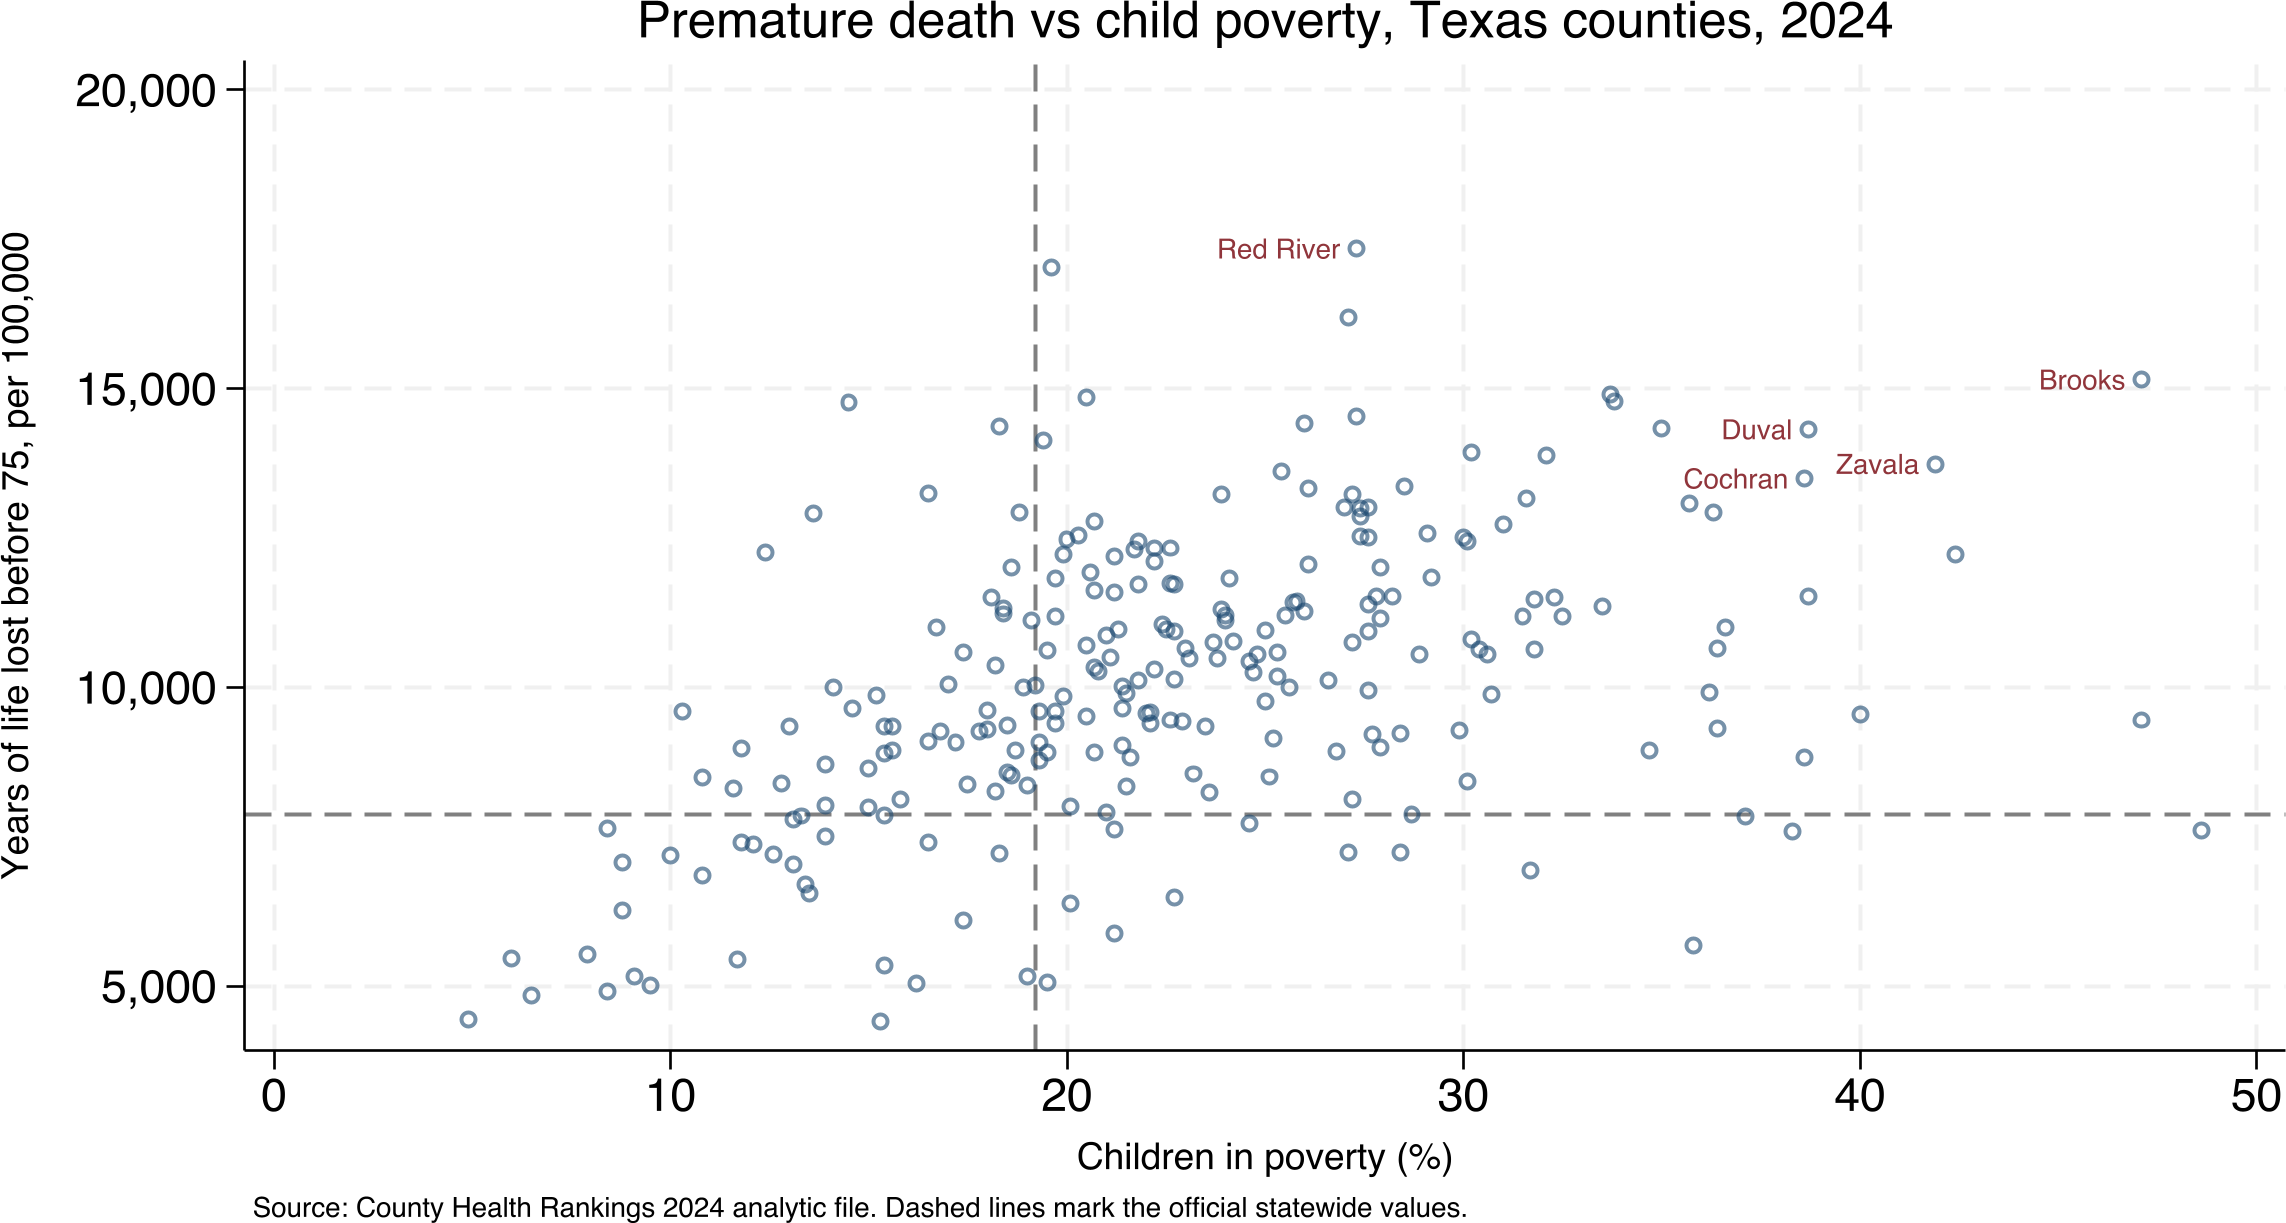 Premature death vs child poverty, Texas counties, 2024
Years of life lost before 75, per 100,000
20,000
15,000
10,000
5,000
Red River
Brooks
Duval
Zavala
Cochran
0 10 20 30 40 50
Children in poverty (%)
Source: County Health Rankings 2024 analytic file. Dashed lines mark the official statewide values.